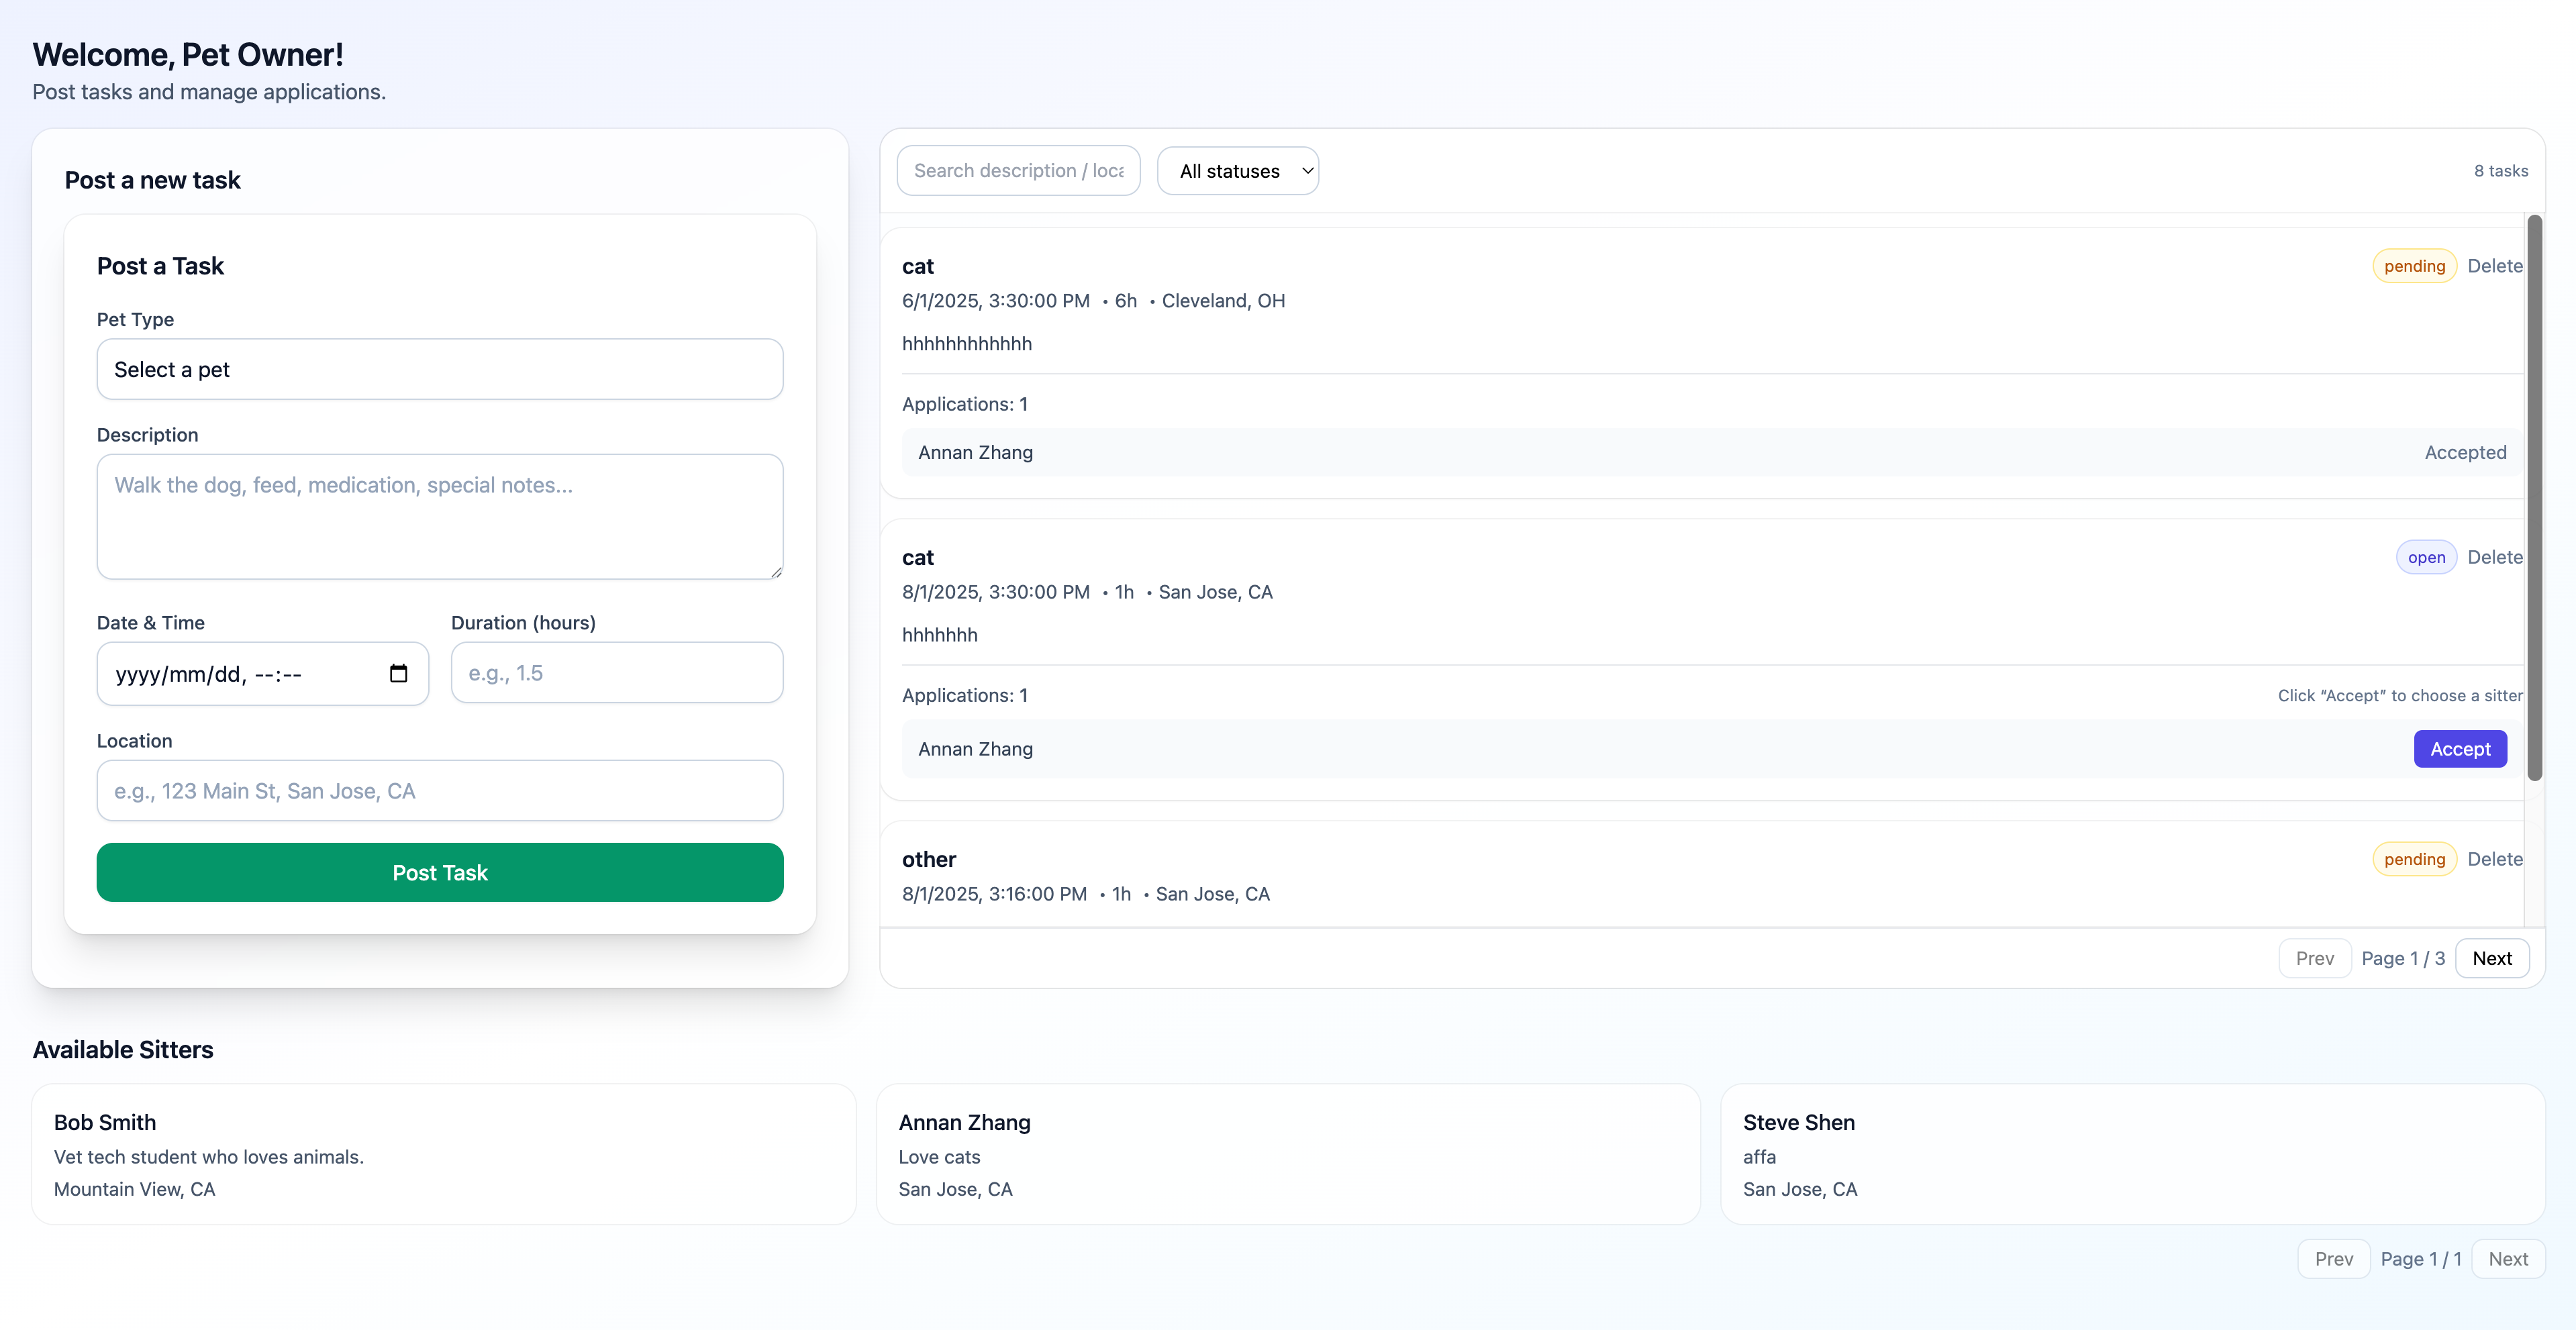 Welcome, Pet Owner!
Post tasks and manage applications.
Post a new task
Post a Task
Pet Type
Select a pet
Description
Walk the dog, feed, medication, special notes...
Date & Time
Duration (hours)
yyyy/mm/dd, --:--
e.g., 1.5
Location
e.g., 123 Main St, San Jose, CA
Post Task
Search description / loca
All statuses
8 tasks
cat
pending
Delete
6/1/2025, 3:30:00 PM • 6h • Cleveland, OH
hhhhhhhhhhhh
Applications: 1
Annan Zhang
Accepted
cat
open
Delete
8/1/2025, 3:30:00 PM • 1h • San Jose, CA
hhhhhhh
Applications: 1
Click “Accept” to choose a sitter
Annan Zhang
Accept
other
pending
Delete
8/1/2025, 3:16:00 PM • 1h • San Jose, CA
Prev
Page 1 / 3
Next
Available Sitters
Bob Smith
Vet tech student who loves animals.
Mountain View, CA
Annan Zhang
Love cats
San Jose, CA
Steve Shen
affa
San Jose, CA
Prev
Page 1 / 1
Next